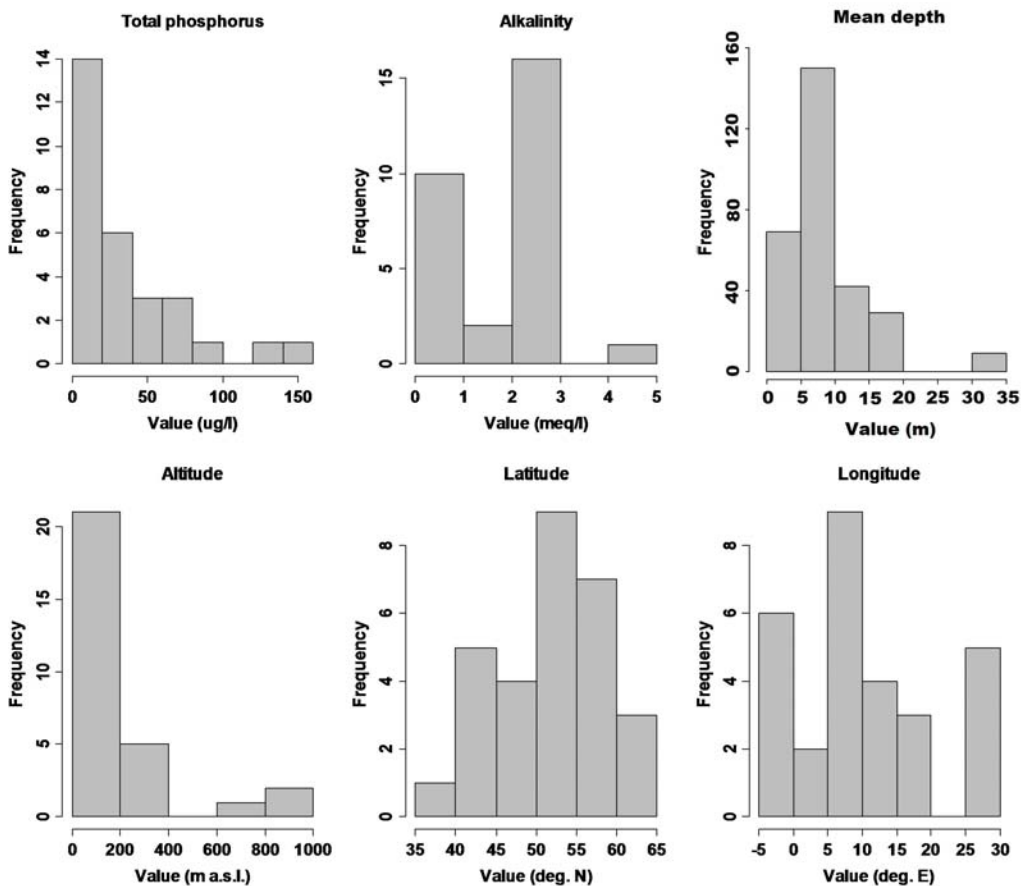 Total phosphorus
Frequency
0 2 4 6 8 10 12 14
0 50 100 150
Value (ug/l)
Alkalinity
Frequency
0 5 10 15
0 1 2 3 4 5
Value (meq/l)
Mean depth
Frequency
0 40 80 160
0 5 10 15 20 25 30 35
Value (m)
Altitude
Frequency
0 5 10 15 20
0 200 400 600 800 1000
Value (m a.s.l.)
Latitude
Frequency
0 2 4 6 8
35 40 45 50 55 60 65
Value (deg. N)
Longitude
Frequency
0 2 4 6 8
-5 0 5 10 15 20 25 30
Value (deg. E)